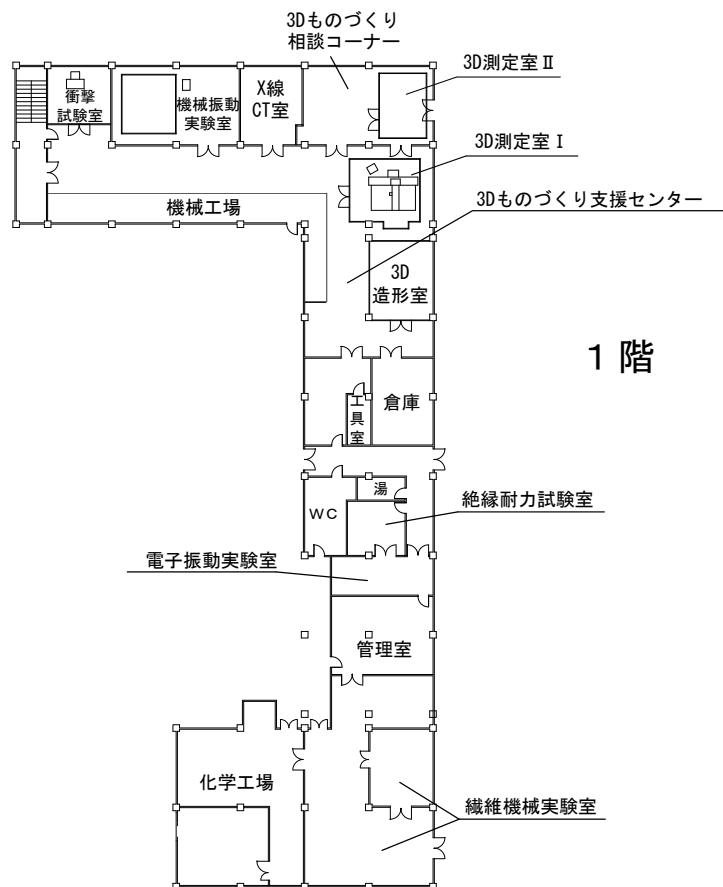 3Dものづくり
相談コーナー
3D測定室Ⅱ
衝撃
試験室
機械振動
実験室
X線
CT室
3D測定室Ⅰ
機械工場
3Dものづくり支援センター
3D
造形室
1階
工
具
室
倉庫
湯
WC
絶縁耐力試験室
電子振動実験室
管理室
化学工場
繊維機械実験室